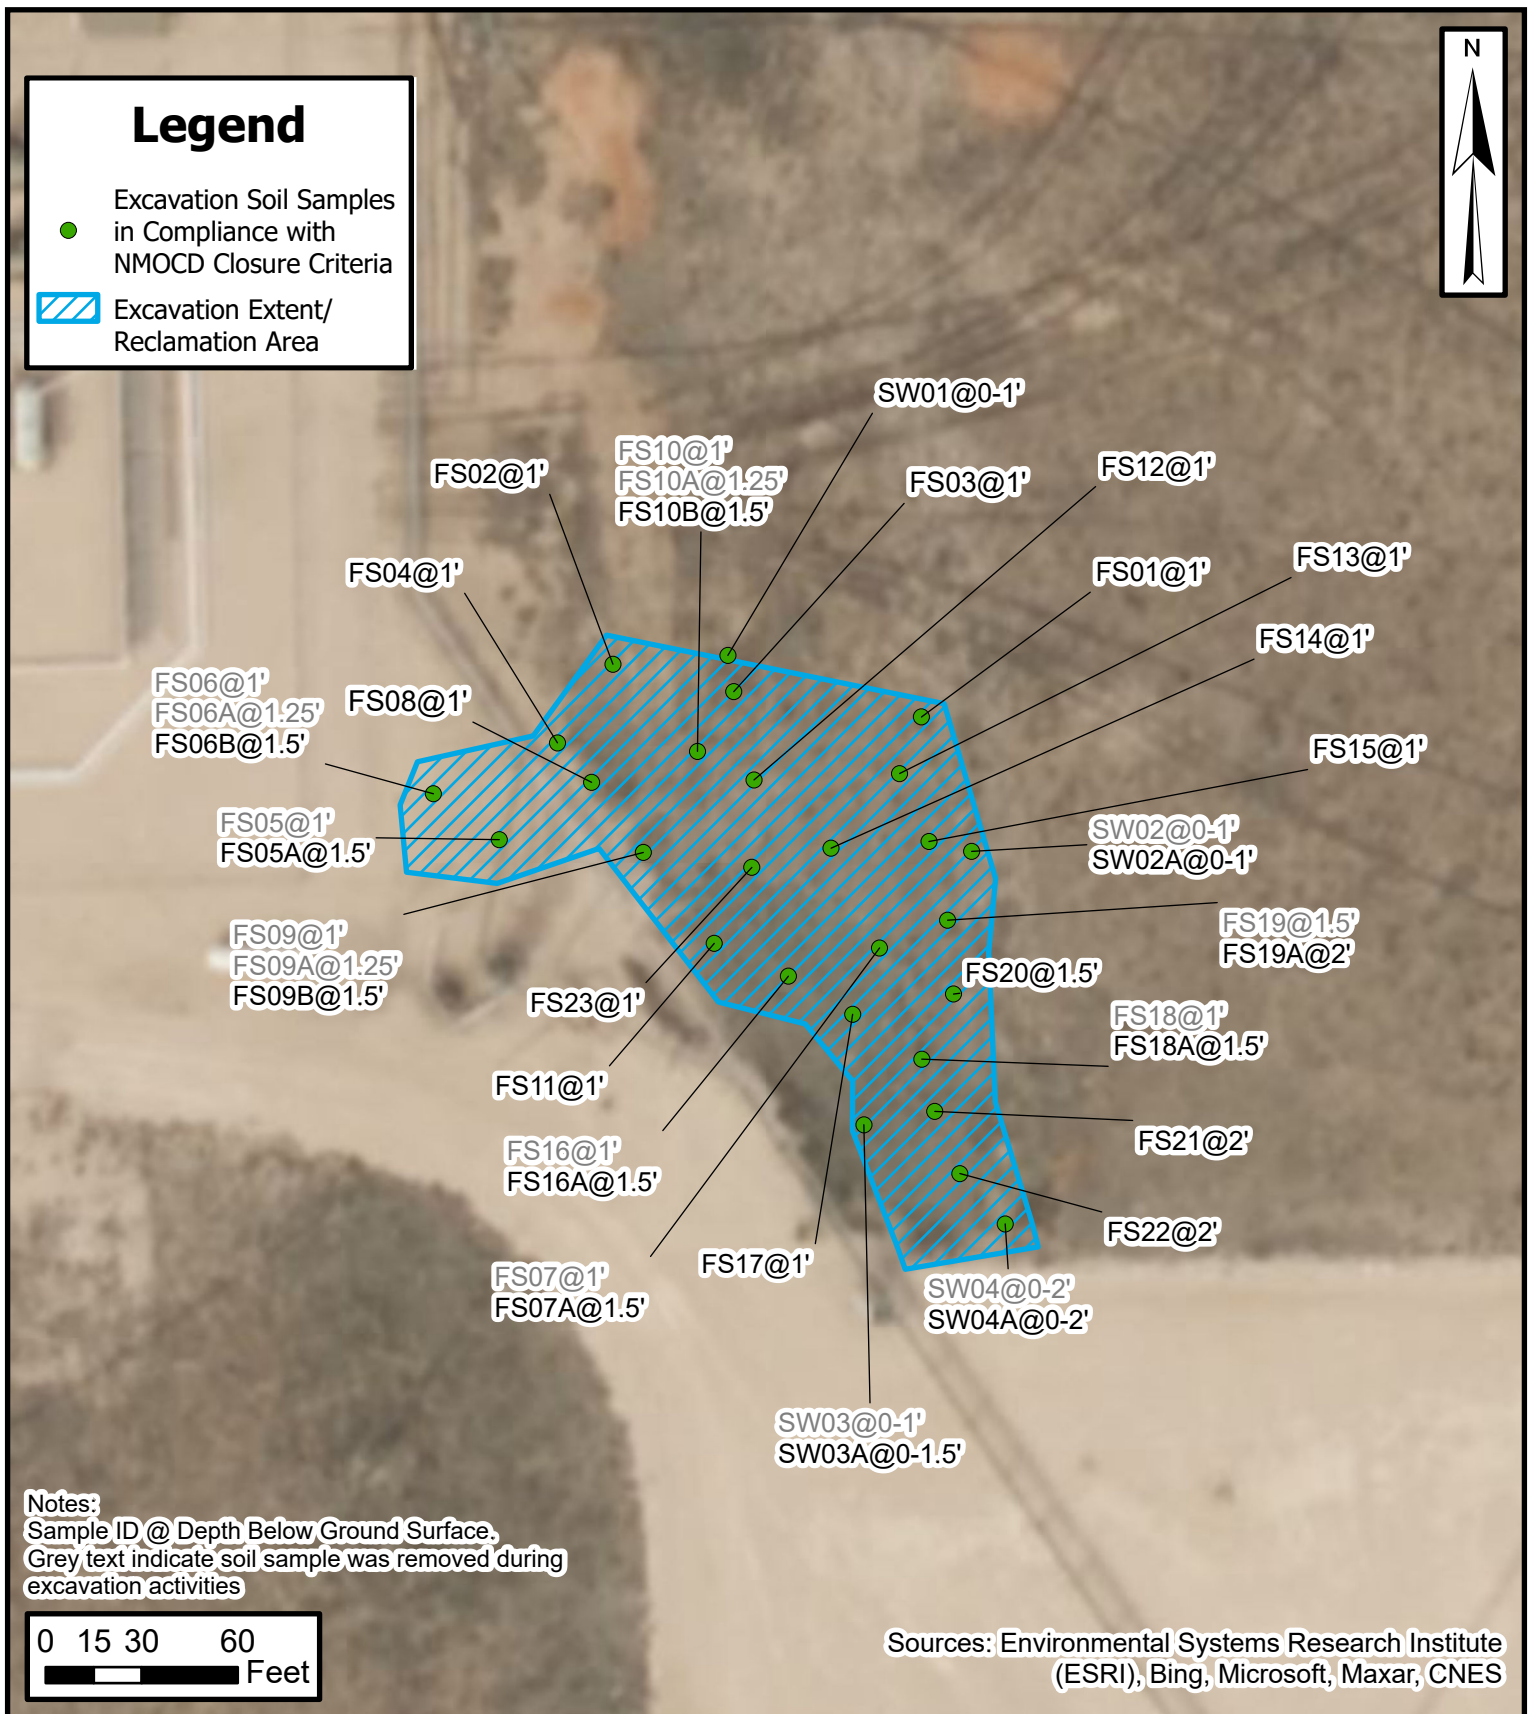 N
Legend
Excavation Soil Samples
in Compliance with
NMOCD Closure Criteria
Excavation Extent/
Reclamation Area
SW01@0-1'
FS10@1'
FS10A@1.25'
FS10B@1.5'
FS02@1'
FS03@1'
FS12@1'
FS04@1'
FS01@1'
FS13@1'
FS14@1'
FS06@1'
FS06A@1.25'
FS06B@1.5'
FS08@1'
FS15@1'
FS05@1'
FS05A@1.5'
SW02@0-1'
SW02A@0-1'
FS09@1'
FS09A@1.25'
FS09B@1.5'
FS19@1.5'
FS19A@2'
FS20@1.5'
FS23@1'
FS18@1'
FS18A@1.5'
FS11@1'
FS21@2'
FS16@1'
FS16A@1.5'
FS22@2'
FS17@1'
FS07@1'
FS07A@1.5'
SW04@0-2'
SW04A@0-2'
SW03@0-1'
SW03A@0-1.5'
Notes:
Sample ID @ Depth Below Ground Surface.
Grey text indicate soil sample was removed during
excavation activities
0 15 30 60
Feet
Sources: Environmental Systems Research Institute
(ESRI), Bing, Microsoft, Maxar, CNES